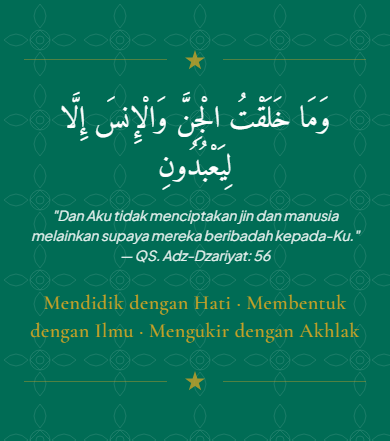 وَمَا خَلَقْتُ الْجِنَّ وَالْإِنسَ إِلَّا
لِيَعْبُدُونِ
"Dan Aku tidak menciptakan jin dan manusia
melainkan supaya mereka beribadah kepada-Ku."
— QS. Adz-Dzariyat: 56
Mendidik dengan Hati · Membentuk
dengan Ilmu · Mengukir dengan Akhlak